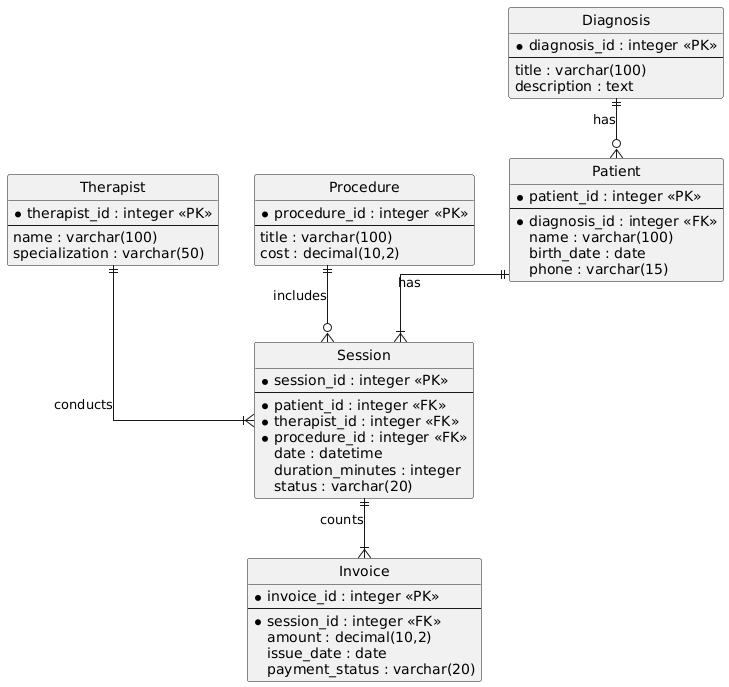 Diagnosis
diagnosis_id : integer «PK»
title : varchar(100)
description : text
has
Therapist
therapist_id : integer «PK»
name : varchar(100)
specialization : varchar(50)
Procedure
procedure_id : integer «PK»
title : varchar(100)
cost : decimal(10,2)
Patient
patient_id : integer «PK»
diagnosis_id : integer «FK»
name : varchar(100)
birth_date : date
phone : varchar(15)
includes
has
conducts
Session
session_id : integer «PK»
patient_id : integer «FK»
therapist_id : integer «FK»
procedure_id : integer «FK»
date : datetime
duration_minutes : integer
status : varchar(20)
counts
Invoice
invoice_id : integer «PK»
session_id : integer «FK»
amount : decimal(10,2)
issue_date : date
payment_status : varchar(20)